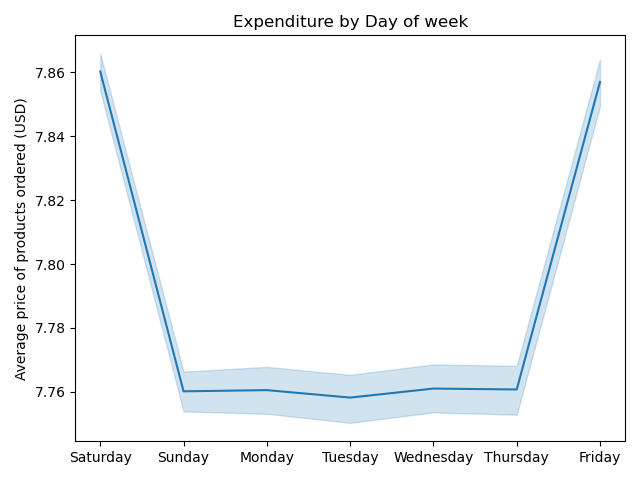 Expenditure by Day of week
Average price of products ordered (USD)
7.86
7.84
7.82
7.80
7.78
7.76
Saturday Sunday Monday Tuesday Wednesday Thursday Friday